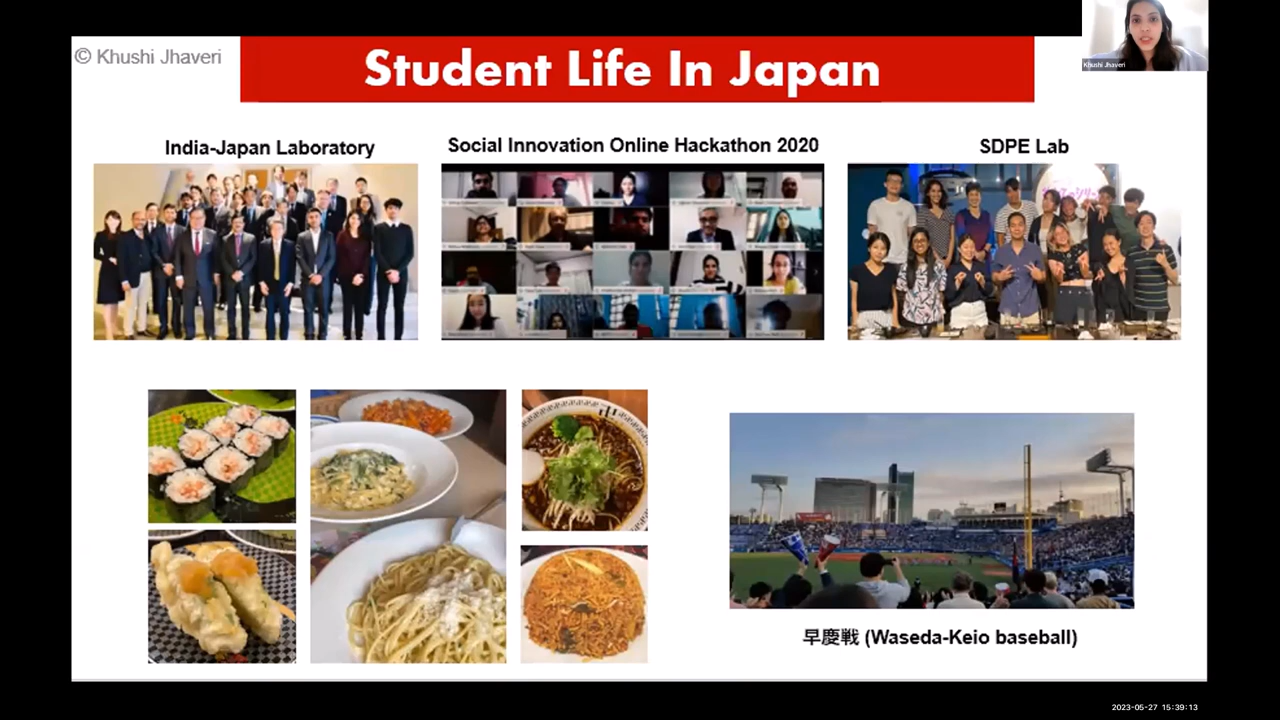 © Khushi Jhaveri
Student Life In Japan
Khushi Jhaveri
India-Japan Laboratory
Social Innovation Online Hackathon 2020
SDPE Lab
早慶戦 (Waseda-Keio baseball)
2023-05-27 15:39:13